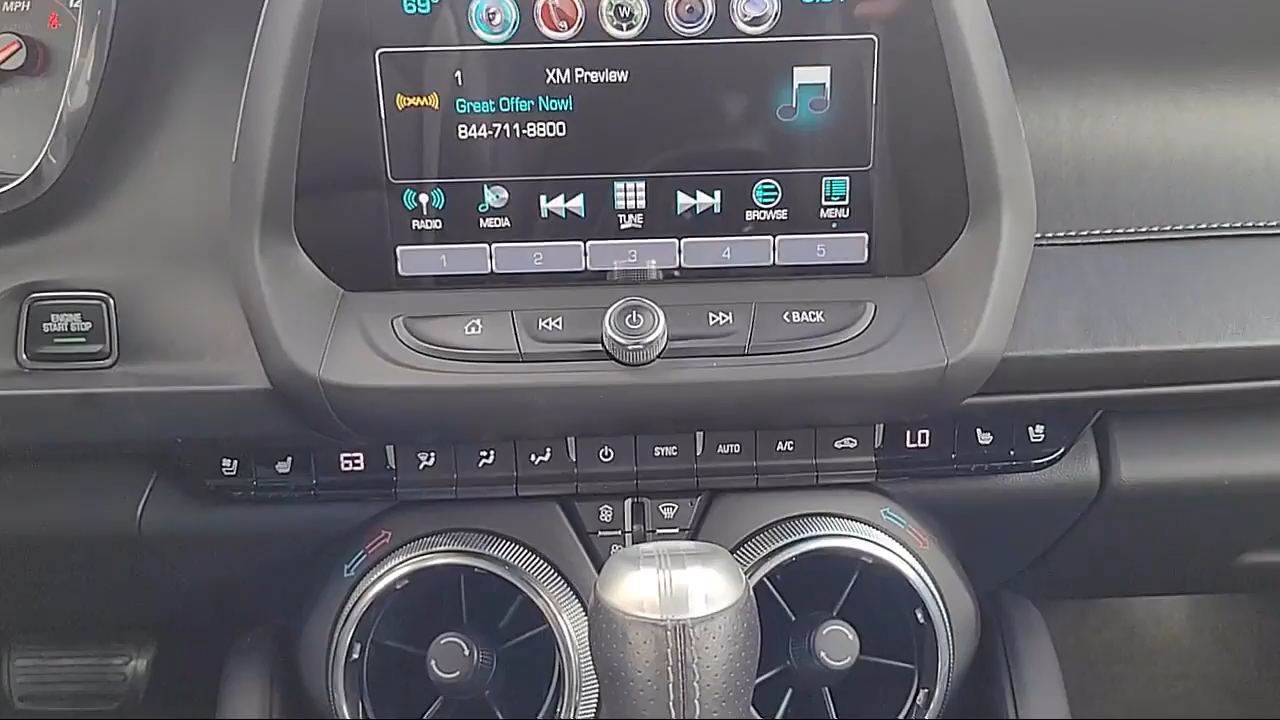 MPH
12
69°
W
1 XM Preview
((XM))
Great Offer Now!
844-711-8800
RADIO
MEDIA
TUNE
BROWSE
MENU
1 2 3 4 5
ENGINE
START STOP
<BACK
63
SYNC
AUTO
A/C
LO